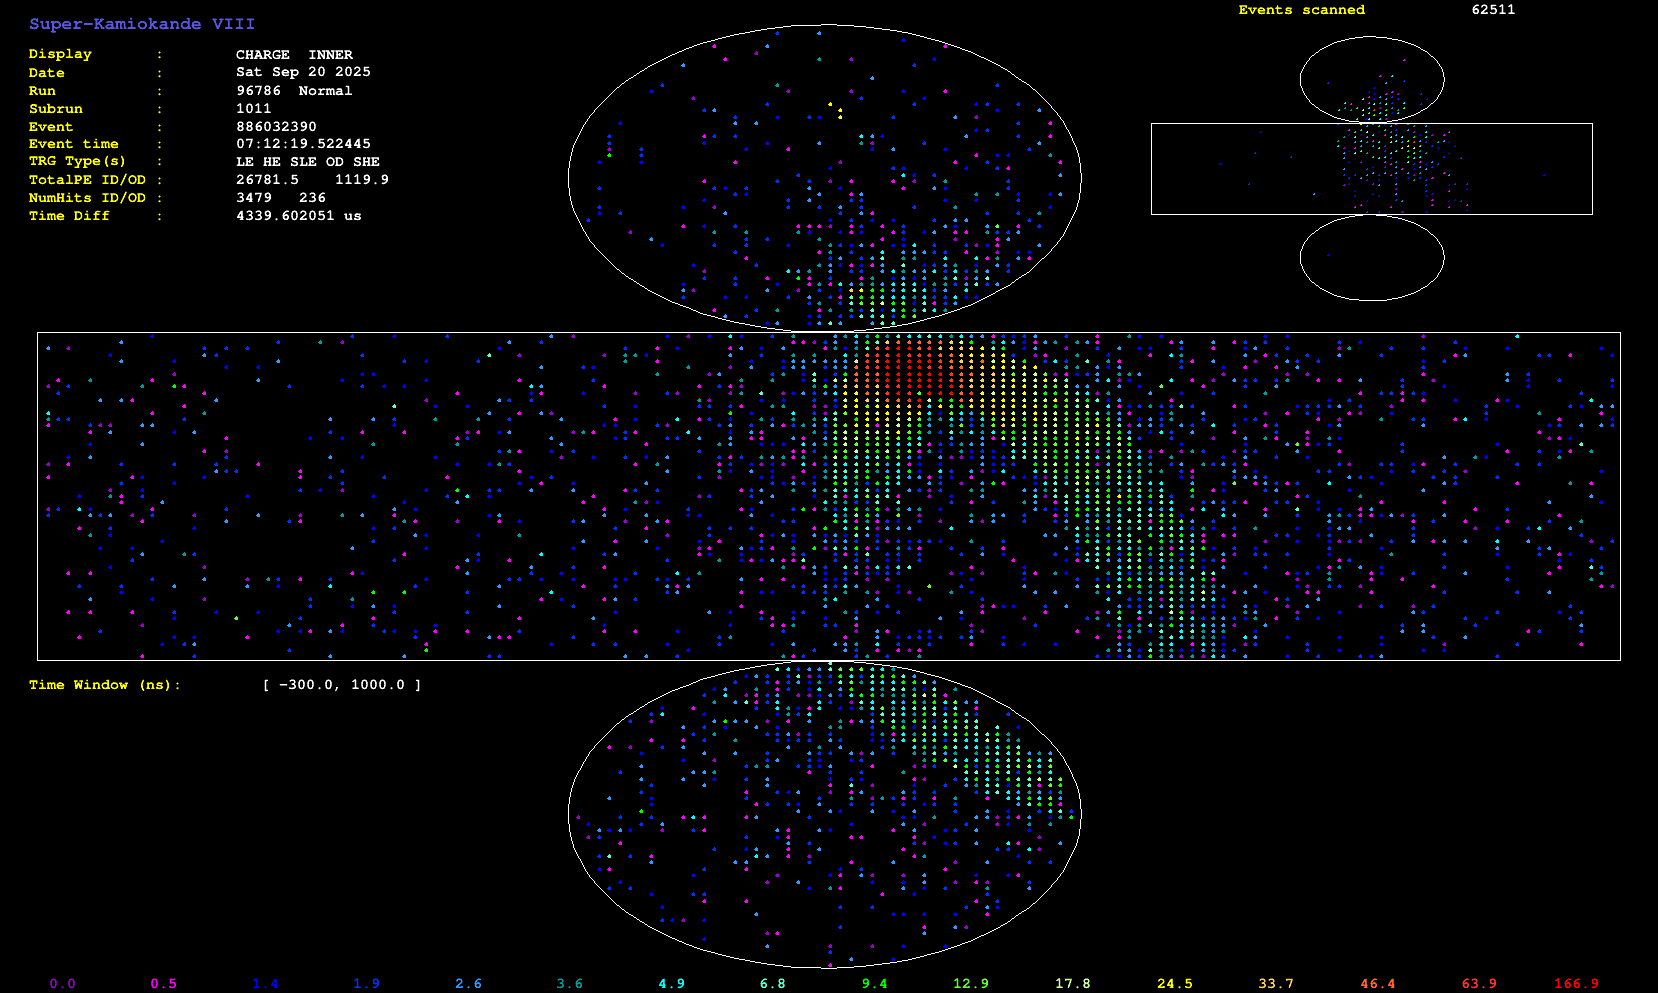 Super-Kamiokande VIII
Events scanned 62511
Display : CHARGE INNER
Date : Sat Sep 20 2025
Run : 96786 Normal
Subrun : 1011
Event : 886032390
Event time : 07:12:19.522445
TRG Type(s) : LE HE SLE OD SHE
TotalPE ID/OD : 26781.5 1119.9
NumHits ID/OD : 3479 236
Time Diff : 4339.602051 us
Time Window (ns): [ -300.0, 1000.0 ]
0.0 0.5 1.4 1.9 2.6 3.6 4.9 6.8 9.4 12.9 17.8 24.5 33.7 46.4 63.9 166.9